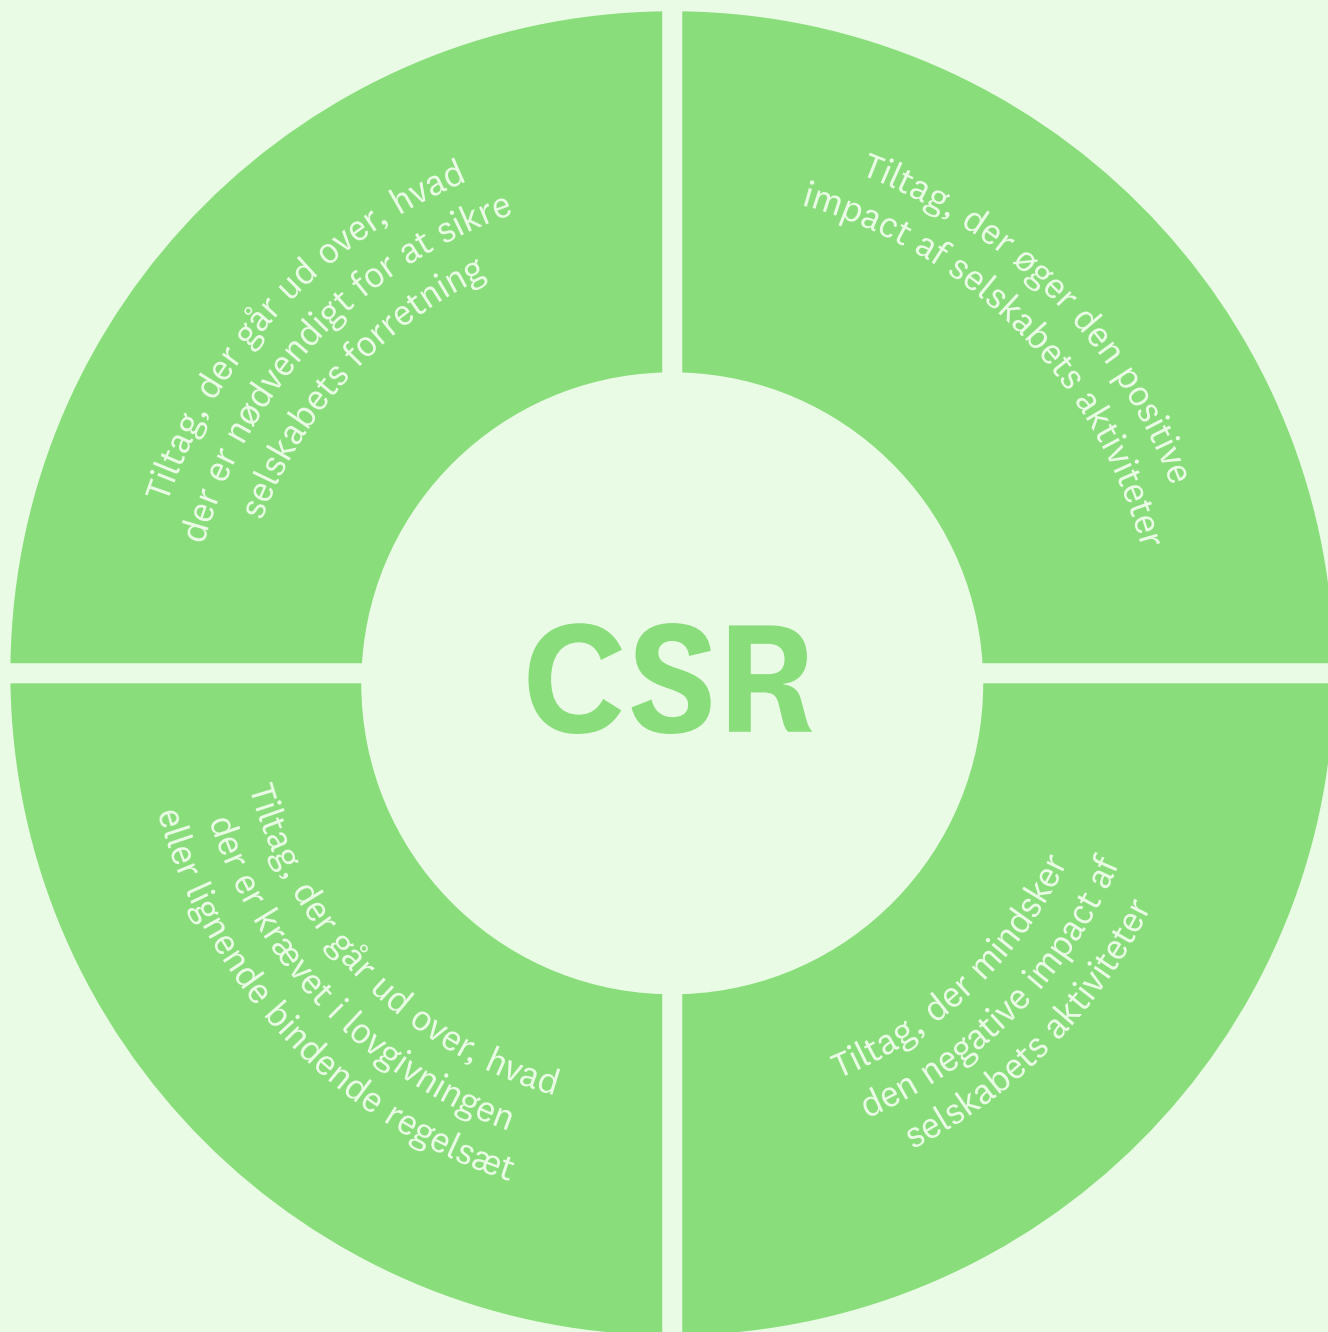 Tiltag, der går ud over, hvad
der er nødvendigt for at sikre
selskabets forretning
Tiltag, der øger den positive
impact af selskabets aktiviteter
CSR
Tiltag, der går ud over, hvad
der er krævet i lovgivningen
eller lignende bindende regelsæt
Tiltag, der mindsker
den negative impact af
selskabets aktiviteter